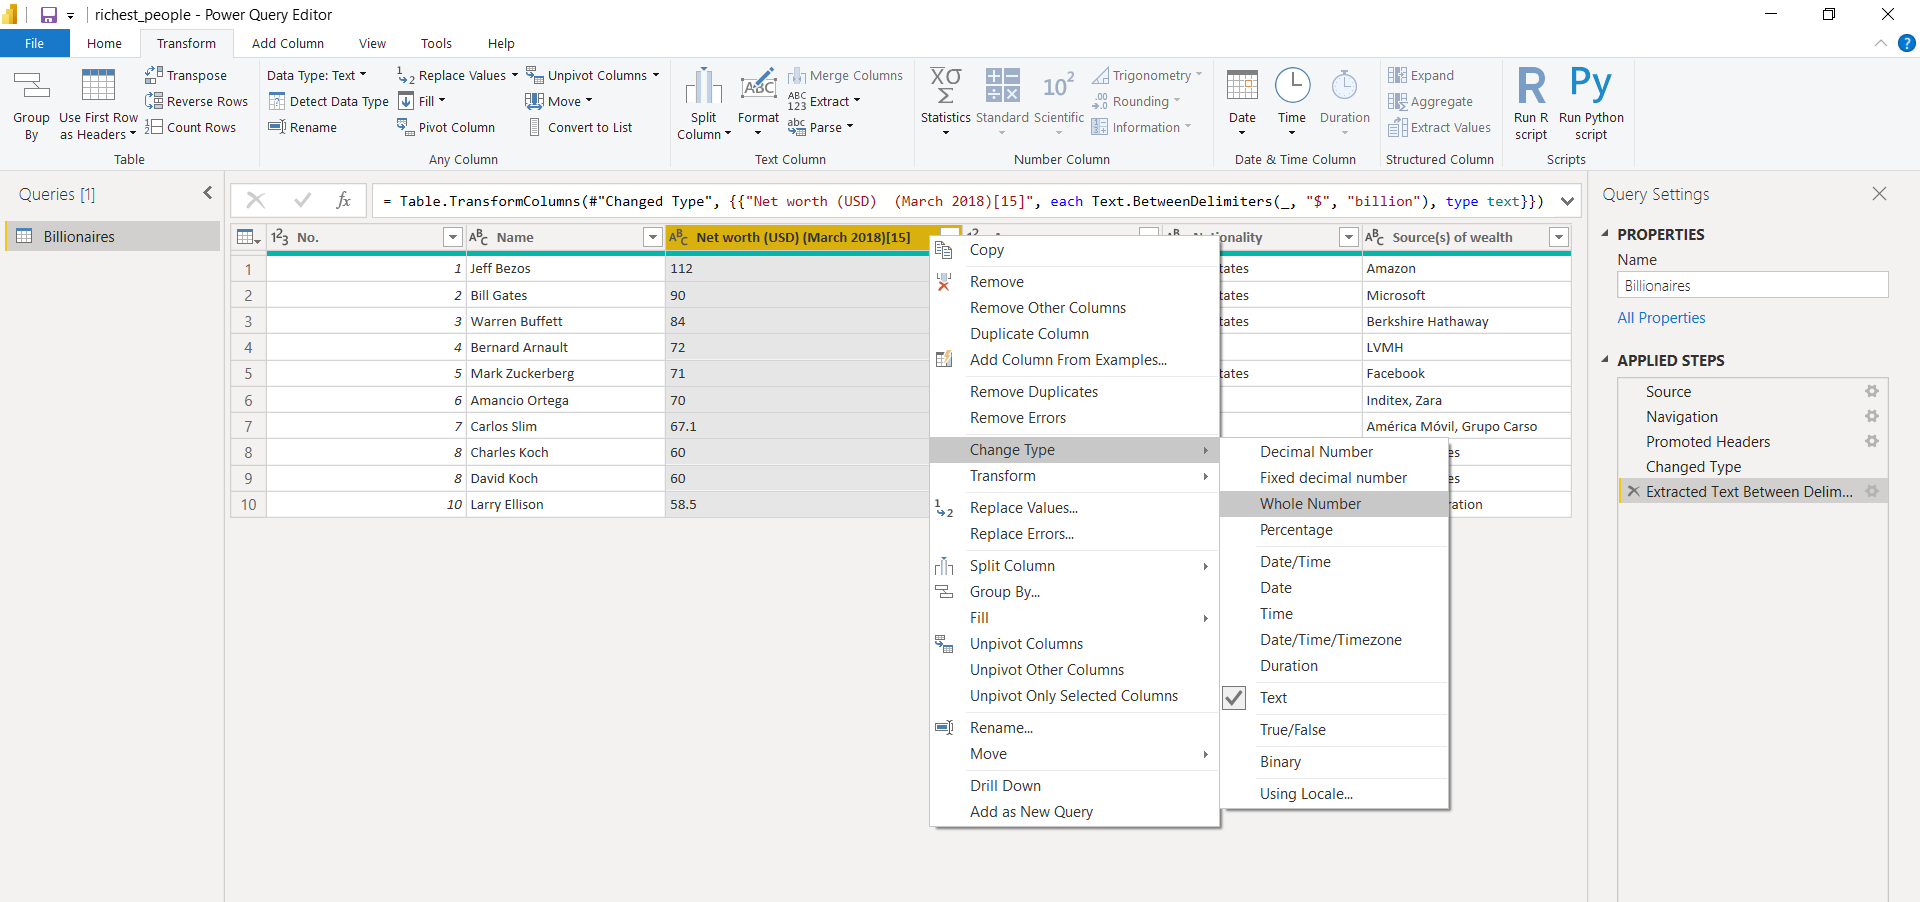 richest_people - Power Query Editor
File Home Transform Add Column View Tools Help
Group By
Use First Row as Headers
Transpose
Reverse Rows
Count Rows
Table
Data Type: Text
Detect Data Type
Rename
Replace Values
Fill
Pivot Column
Unpivot Columns
Move
Convert to List
Any Column
Split Column
Format
Merge Columns
Extract
Parse
Text Column
Statistics
Standard
Scientific
Trigonometry
Rounding
Information
Number Column
Date
Time
Duration
Date & Time Column
Expand
Aggregate
Extract Values
Structured Column
Run R script
Run Python script
Scripts
Queries [1]
Billionaires
= Table.TransformColumns(#"Changed Type", {{"Net worth (USD)  (March 2018)[15]", each Text.BetweenDelimiters(_, "$", "billion"), type text}})
No. Name Net worth (USD) (March 2018)[15] Source(s) of wealth
1 1 Jeff Bezos 112 tates Amazon
2 2 Bill Gates 90 tates Microsoft
3 3 Warren Buffett 84 tates Berkshire Hathaway
4 4 Bernard Arnault 72 LVMH
5 5 Mark Zuckerberg 71 tates Facebook
6 6 Amancio Ortega 70 Inditex, Zara
7 7 Carlos Slim 67.1 América Móvil, Grupo Carso
8 8 Charles Koch 60 es
9 8 David Koch 60 es
10 10 Larry Ellison 58.5 ration
Copy
Remove
Remove Other Columns
Duplicate Column
Add Column From Examples...
Remove Duplicates
Remove Errors
Change Type
Transform
Replace Values...
Replace Errors...
Split Column
Group By...
Fill
Unpivot Columns
Unpivot Other Columns
Unpivot Only Selected Columns
Rename...
Move
Drill Down
Add as New Query
Decimal Number
Fixed decimal number
Whole Number
Percentage
Date/Time
Date
Time
Date/Time/Timezone
Duration
Text
True/False
Binary
Using Locale...
Query Settings
PROPERTIES
Name
Billionaires
All Properties
APPLIED STEPS
Source
Navigation
Promoted Headers
Changed Type
Extracted Text Between Delim...